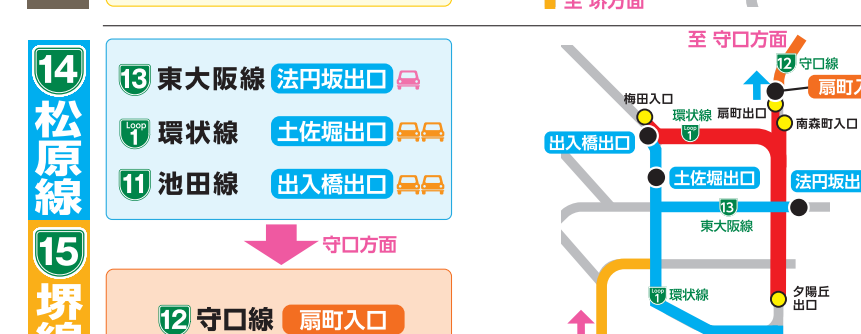 至 堺方面
14
松原線
15
堺線
13 東大阪線 法円坂出口
Loop 1 環状線 土佐堀出口
11 池田線 出入橋出口
守口方面
12 守口線 扇町入口
至 守口方面
12 守口線
扇町入
梅田入口
環状線
Loop 1
扇町出口
南森町入口
出入橋出口
土佐堀出口
法円坂出
13
東大阪線
Loop 1 環状線
夕陽丘
出口